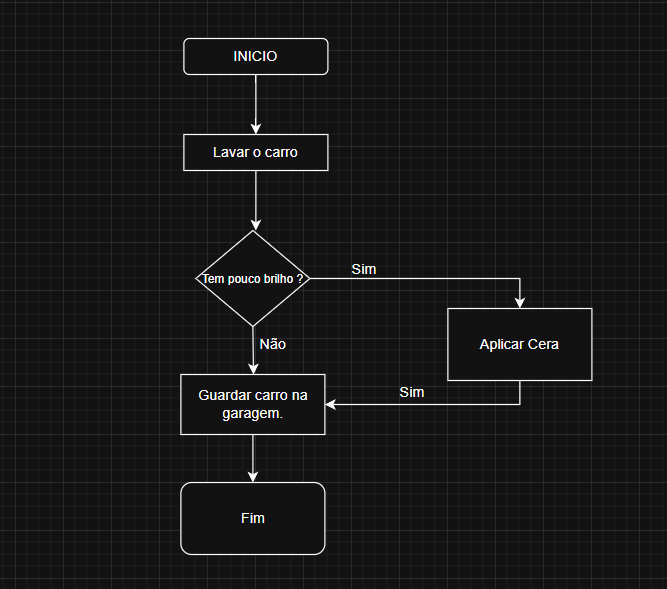 INICIO
Lavar o carro
Tem pouco brilho ?
Sim
Não
Aplicar Cera
Sim
Guardar carro na
garagem.
Fim